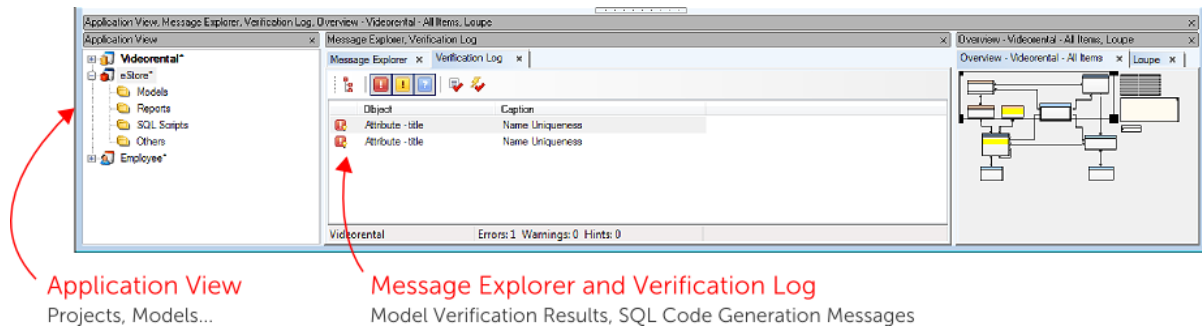 Application View, Message Explorer, Verification Log, Overview - Videorental - All Items, Loupe
Application View
Message Explorer, Verification Log
Overview - Videorental - All Items, Loupe
Videorental*
eStore*
Models
Reports
SQL Scripts
Others
Employee*
Message Explorer
Verification Log
Object
Caption
Attribute - title
Name Uniqueness
Attribute - title
Name Uniqueness
Videorental
Errors: 1 Warnings: 0 Hints: 0
Overview - Videorental - All Items
Loupe
Application View
Projects, Models...
Message Explorer and Verification Log
Model Verification Results, SQL Code Generation Messages